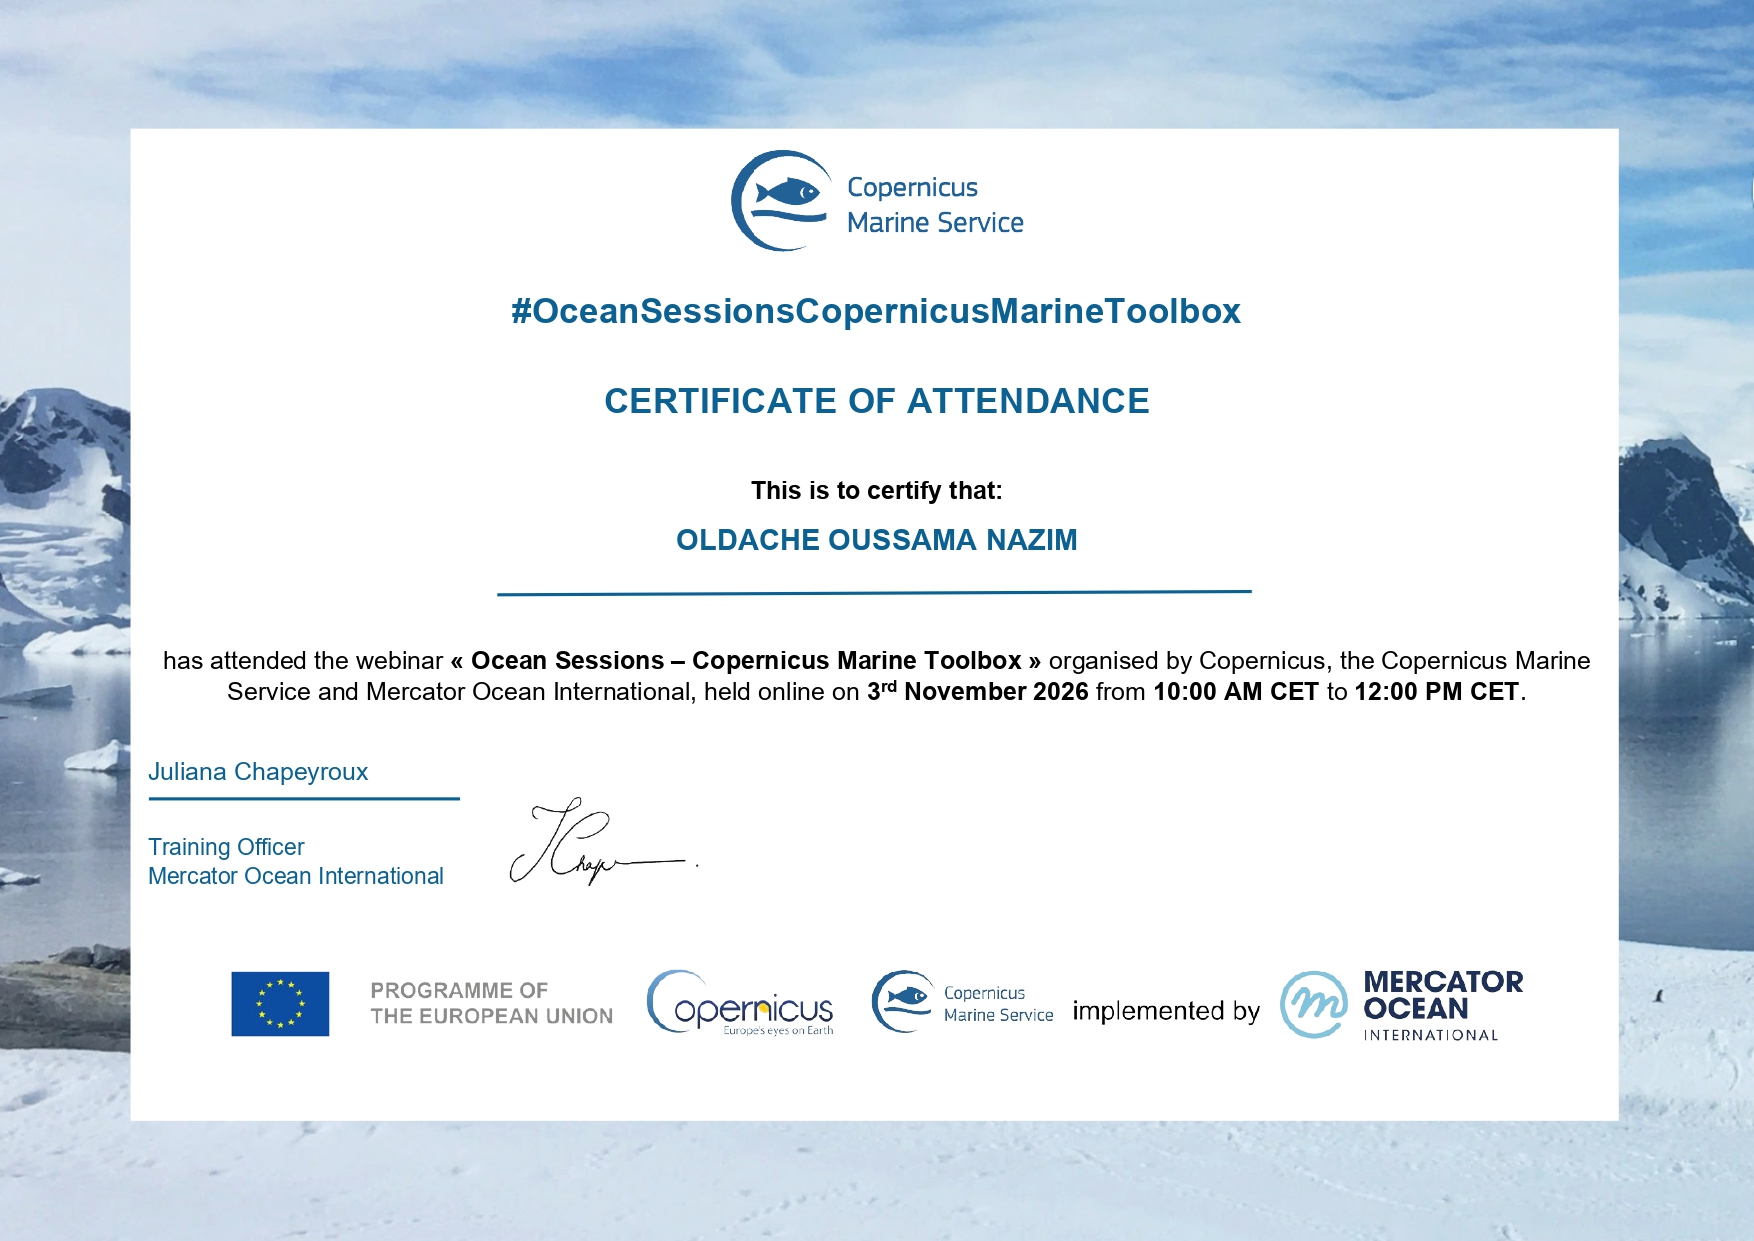 Copernicus
Marine Service
#OceanSessionsCopernicusMarineToolbox
CERTIFICATE OF ATTENDANCE
This is to certify that:
OLDACHE OUSSAMA NAZIM
has attended the webinar « Ocean Sessions – Copernicus Marine Toolbox » organised by Copernicus, the Copernicus Marine
Service and Mercator Ocean International, held online on 3rd November 2026 from 10:00 AM CET to 12:00 PM CET.
Juliana Chapeyroux
Training Officer
Mercator Ocean International
JChap
PROGRAMME OF
THE EUROPEAN UNION
Copernicus
Europe's eyes on Earth
Copernicus
Marine Service
implemented by
MERCATOR
OCEAN
INTERNATIONAL